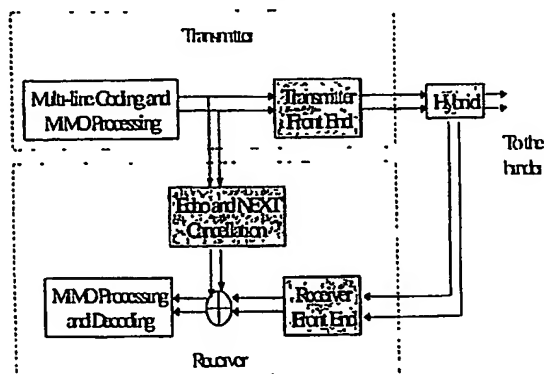 Transmitter
Multi-line Coding and
MIMO Processing
Transmitter
Front End
Hybrid
To the
Echo and NEXT
Cancellation
MIMO Processing
and Decoding
Receiver
Front End
Receiver